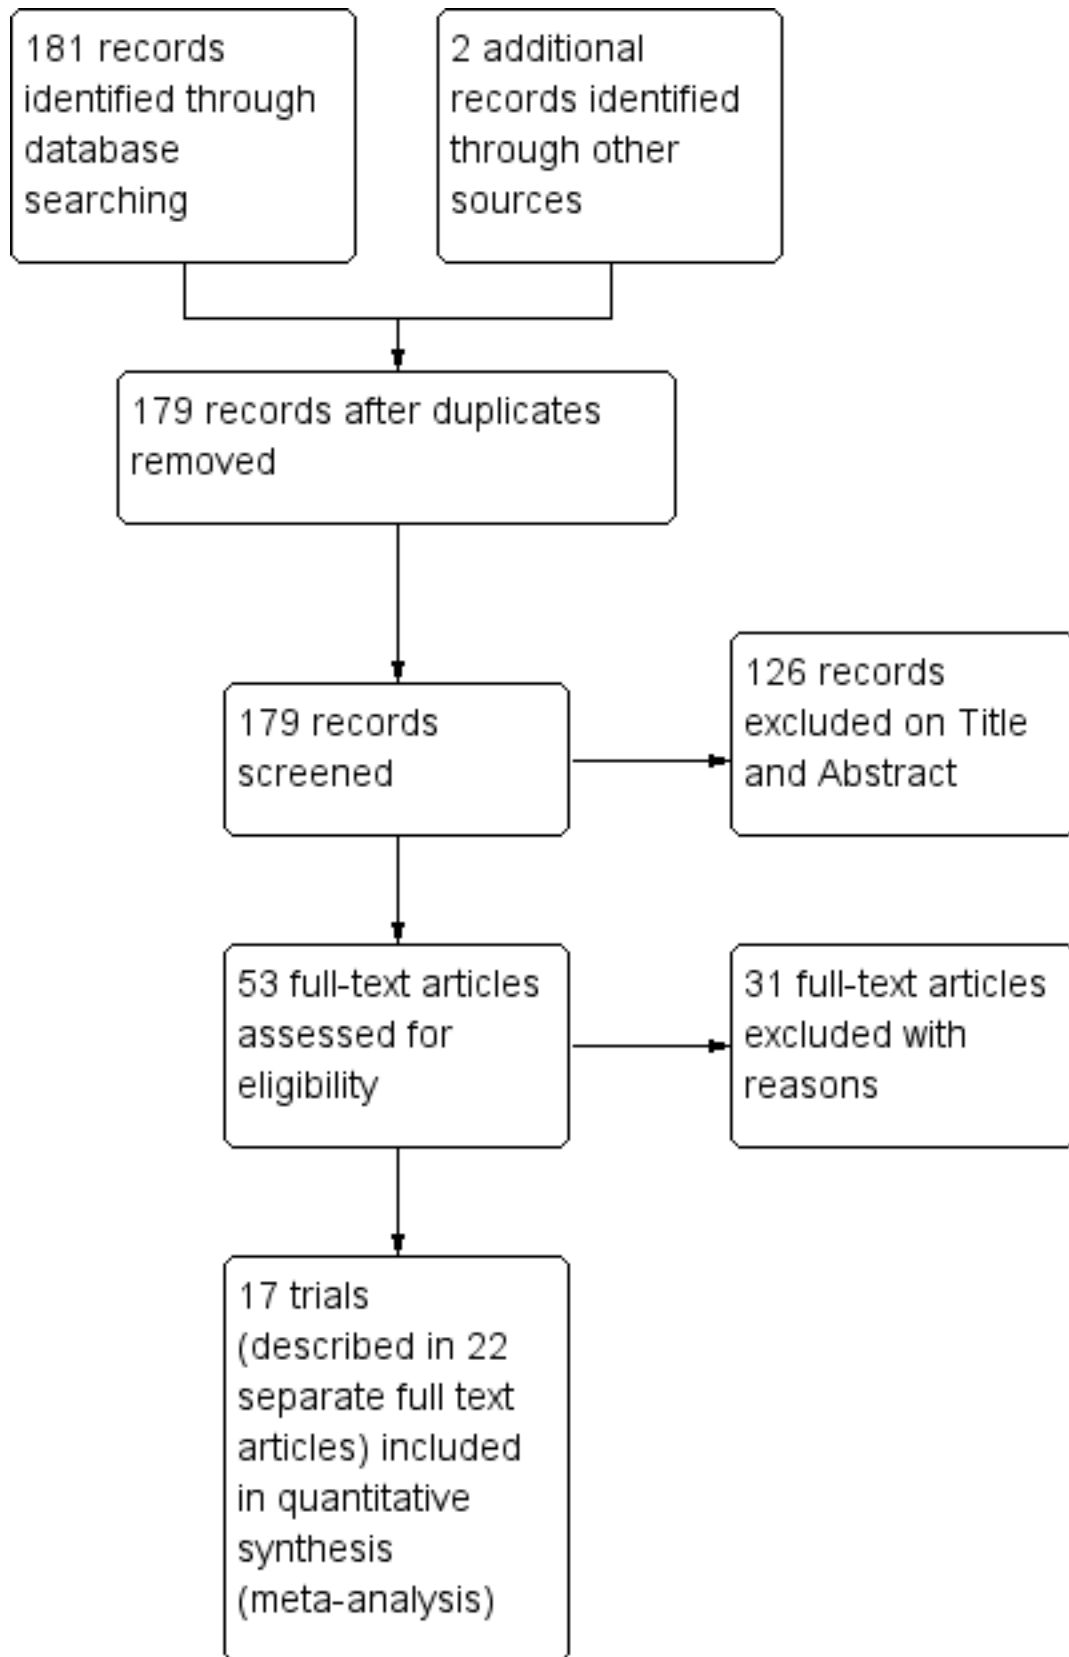 181 records
identified through
database
searching
2 additional
records identified
through other
sources
179 records after duplicates
removed
179 records
screened
126 records
excluded on Title
and Abstract
53 full-text articles
assessed for
eligibility
31 full-text articles
excluded with
reasons
17 trials
(described in 22
separate full text
articles) included
in quantitative
synthesis
(meta-analysis)